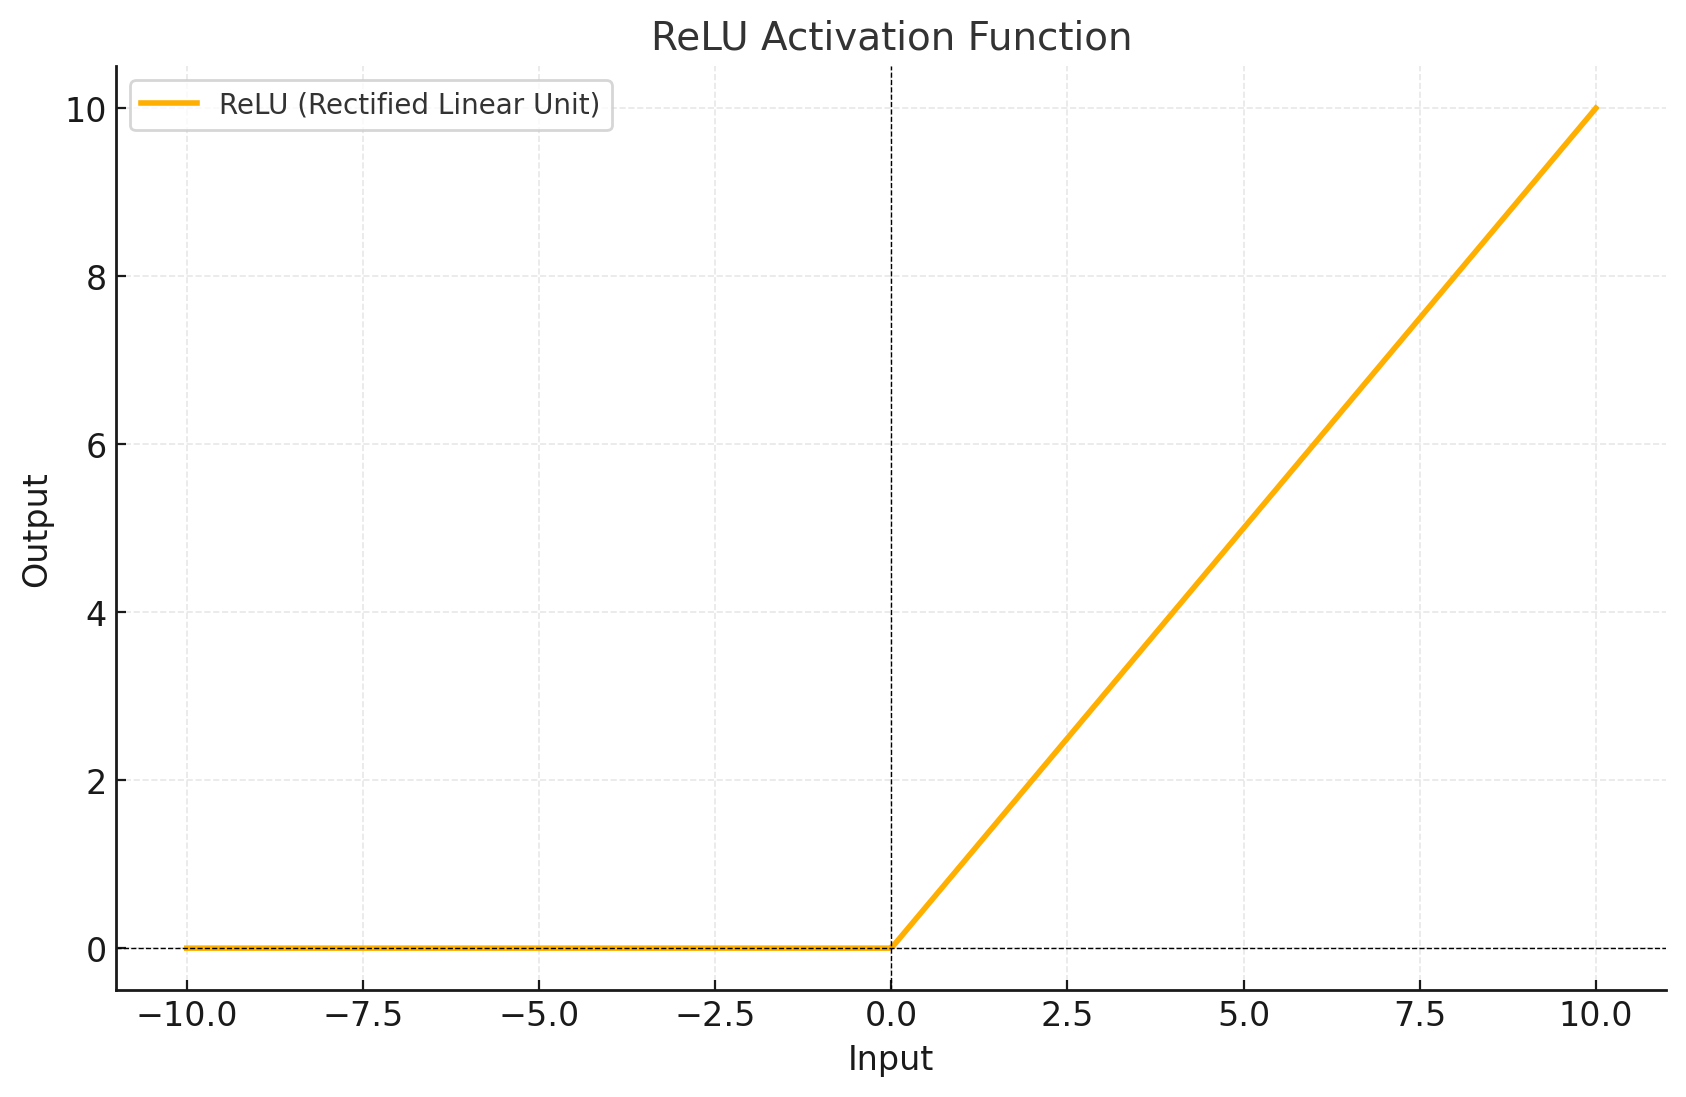 ReLU Activation Function
ReLU (Rectified Linear Unit)
10
8
6
4
2
0
Output
−10.0 −7.5 −5.0 −2.5 0.0 2.5 5.0 7.5 10.0
Input